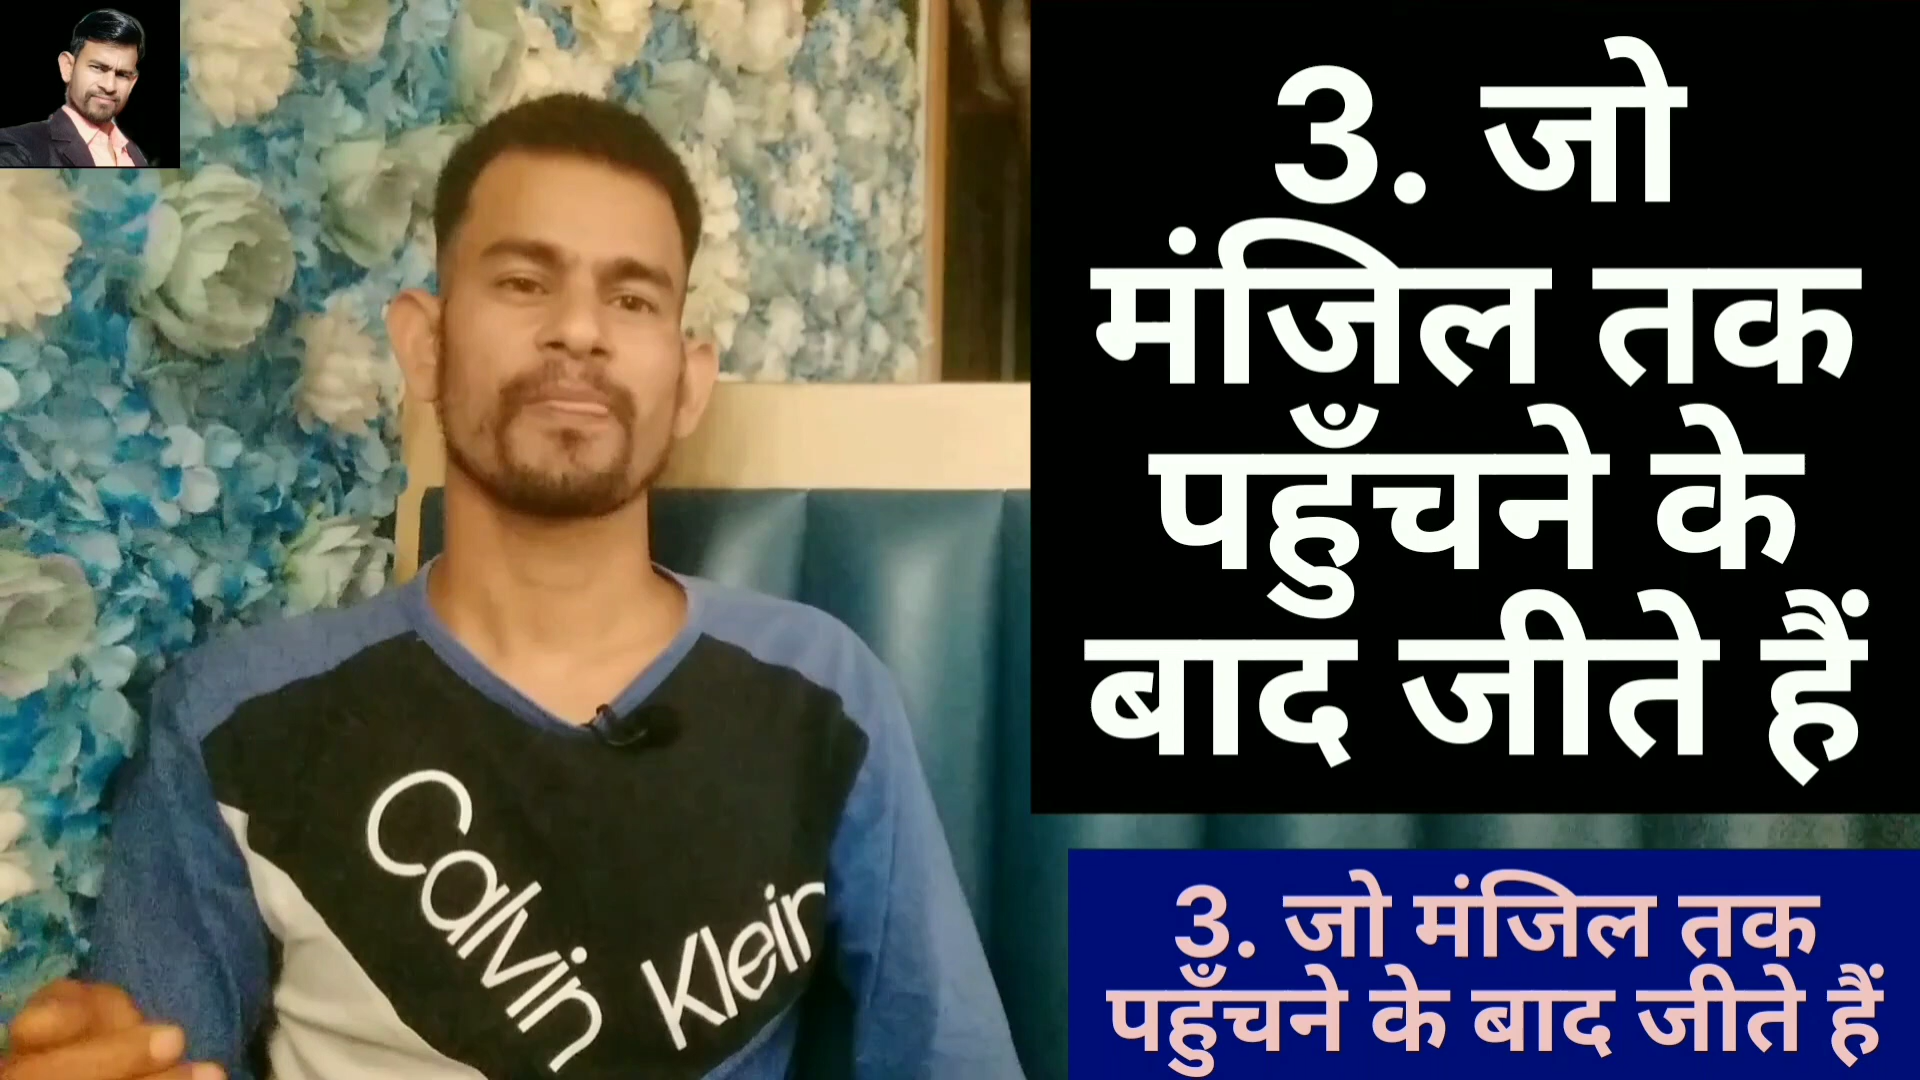 3. जो
मंजिल तक
पहुँचने के
बाद जीते हैं
3. जो मंजिल तक
पहुँचने के बाद जीते हैं
Calvin
Klein